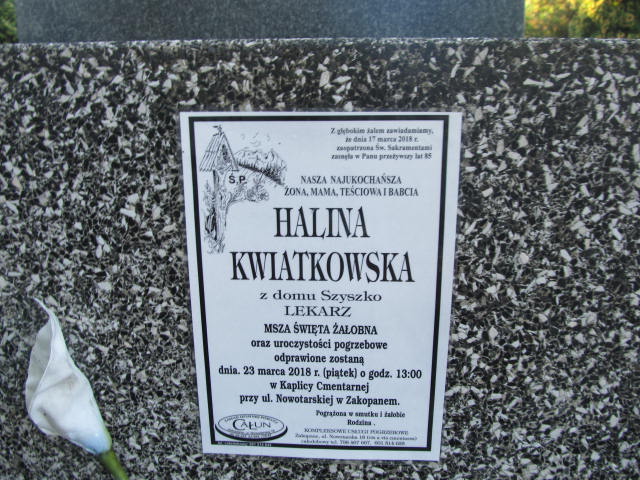 Z głębokim żalem zawiadamiamy,
że dnia 17 marca 2018 r.
zaopatrzona Św. Sakramentami
zasnęła w Panu przeżywszy lat 85
Ś.P.
NASZA NAJUKOCHAŃSZA
ŻONA, MAMA, TEŚCIOWA I BABCIA
HALINA
KWIATKOWSKA
z domu Szyszko
LEKARZ
MSZA ŚWIĘTA ŻAŁOBNA
oraz uroczystości pogrzebowe
odprawione zostaną
dnia. 23 marca 2018 r. (piątek) o godz. 13:00
w Kaplicy Cmentarnej
przy ul. Nowotarskiej w Zakopanem.
Pogrążona w smutku i żałobie
Rodzina .
CAŁUN
KOMPLEKSOWE USŁUGI POGRZEBOWE
Zakopane, ul. Nowotarska